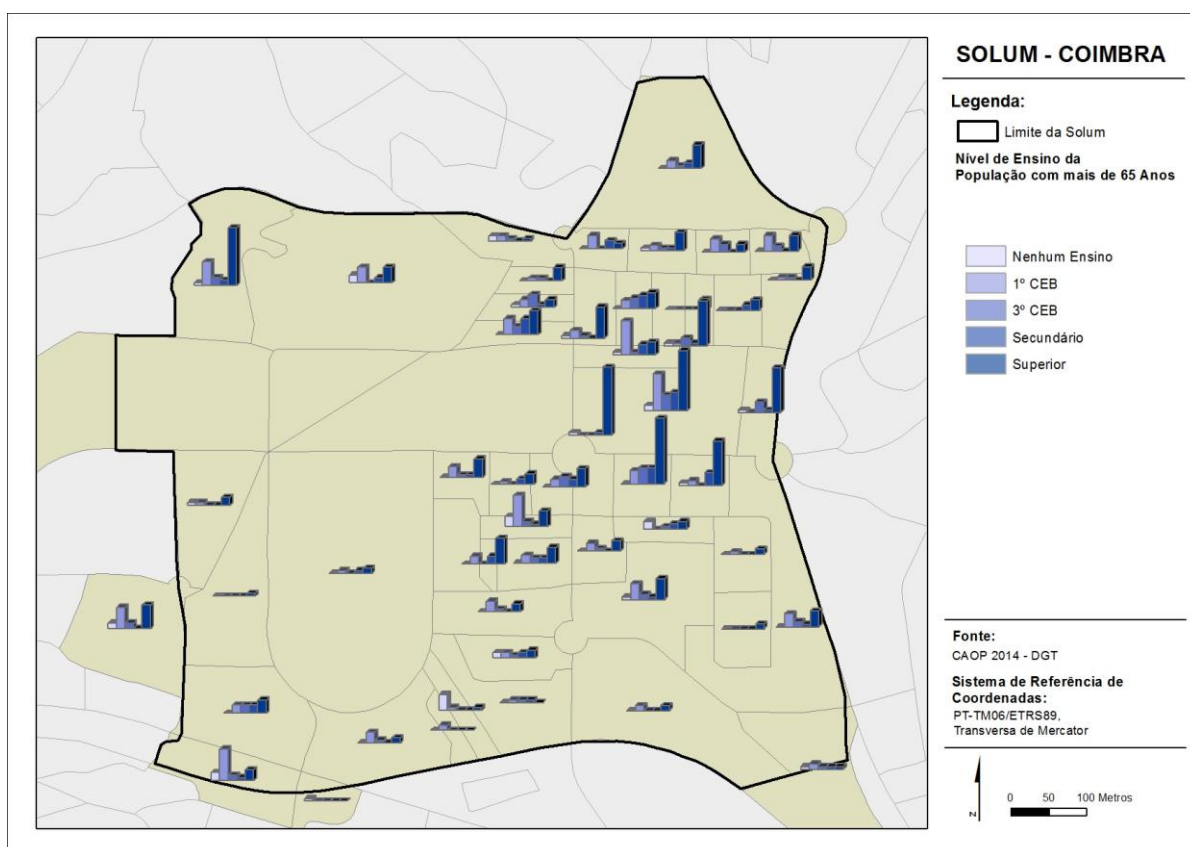 SOLUM - COIMBRA
Legenda:
Limite da Solum
Nível de Ensino da
População com mais de 65 Anos
Nenhum Ensino
1º CEB
3º CEB
Secundário
Superior
Fonte:
CAOP 2014 - DGT
Sistema de Referência de
Coordenadas:
PT-TM06/ETRS89,
Transversa de Mercator
0 50 100 Metros
N